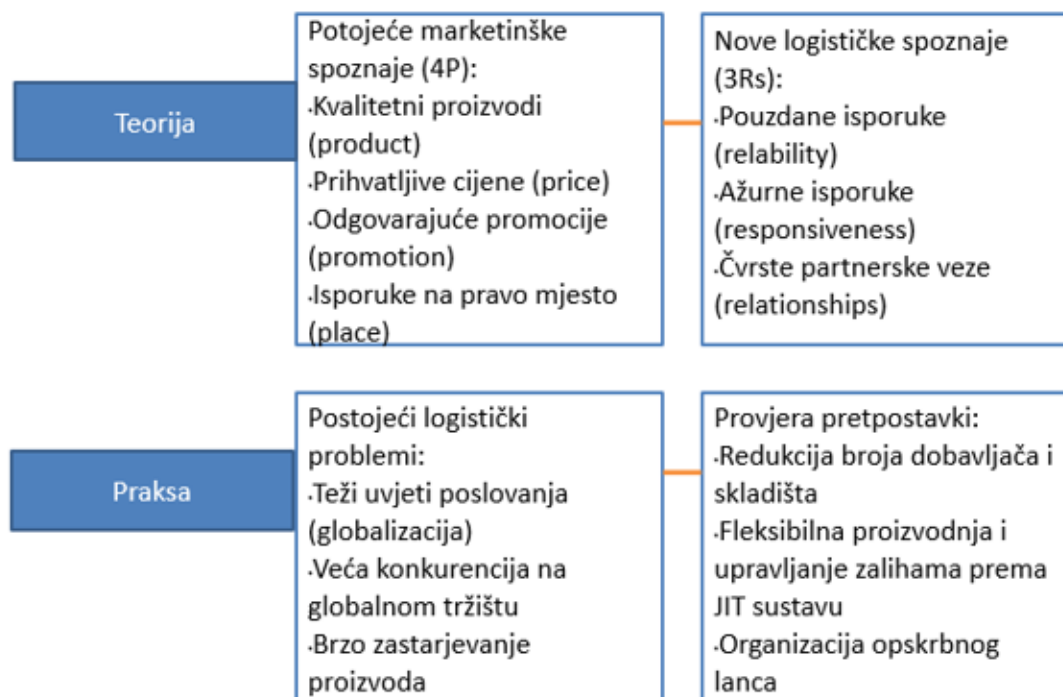 Teorija
Potojeće marketinške
spoznaje (4P):
·Kvalitetni proizvodi
(product)
·Prihvatljive cijene (price)
·Odgovarajuće promocije
(promotion)
·Isporuke na pravo mjesto
(place)
Nove logističke spoznaje
(3Rs):
·Pouzdane isporuke
(relability)
·Ažurne isporuke
(responsiveness)
·Čvrste partnerske veze
(relationships)
Praksa
Postojeći logistički
problemi:
·Teži uvjeti poslovanja
(globalizacija)
·Veća konkurencija na
globalnom tržištu
·Brzo zastarjevanje
proizvoda
Provjera pretpostavki:
·Redukcija broja dobavljača i
skladišta
·Fleksibilna proizvodnja i
upravljanje zalihama prema
JIT sustavu
·Organizacija opskrbnog
lanca